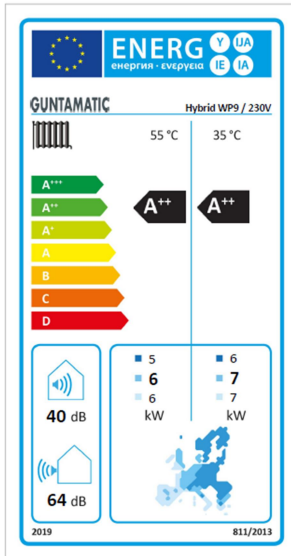 ENERG Y IJA
енергия · ενεργεια IE IA
GUNTAMATIC
Hybrid WP9 / 230V
55 °C 35 °C
A+++
A++
A+
A
B
C
D
A++ A++
5 6
6 7
6 7
kW kW
40 dB
64 dB
2019 811/2013